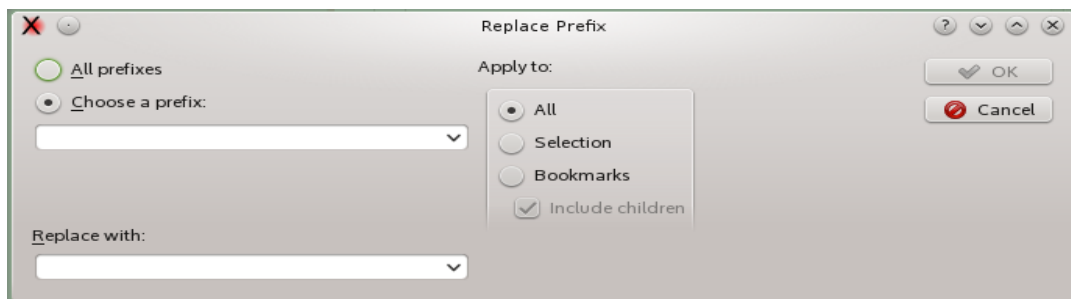 Replace Prefix
All prefixes
Choose a prefix:
Replace with:
Apply to:
All
Selection
Bookmarks
Include children
OK
Cancel